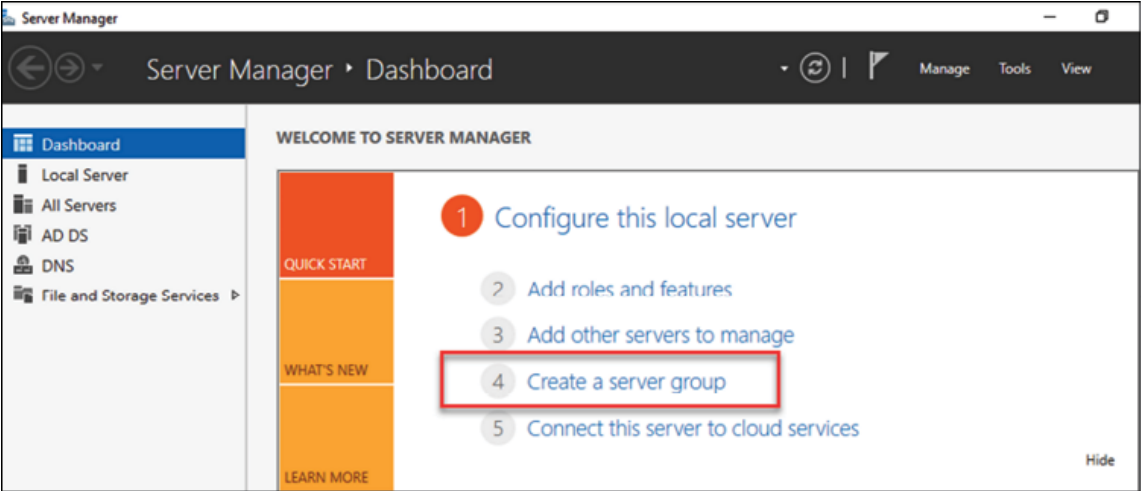 Server Manager
Server Manager ‣ Dashboard
Manage Tools View
Dashboard
Local Server
All Servers
AD DS
DNS
File and Storage Services
WELCOME TO SERVER MANAGER
QUICK START
WHAT'S NEW
LEARN MORE
1 Configure this local server
2 Add roles and features
3 Add other servers to manage
4 Create a server group
5 Connect this server to cloud services
Hide